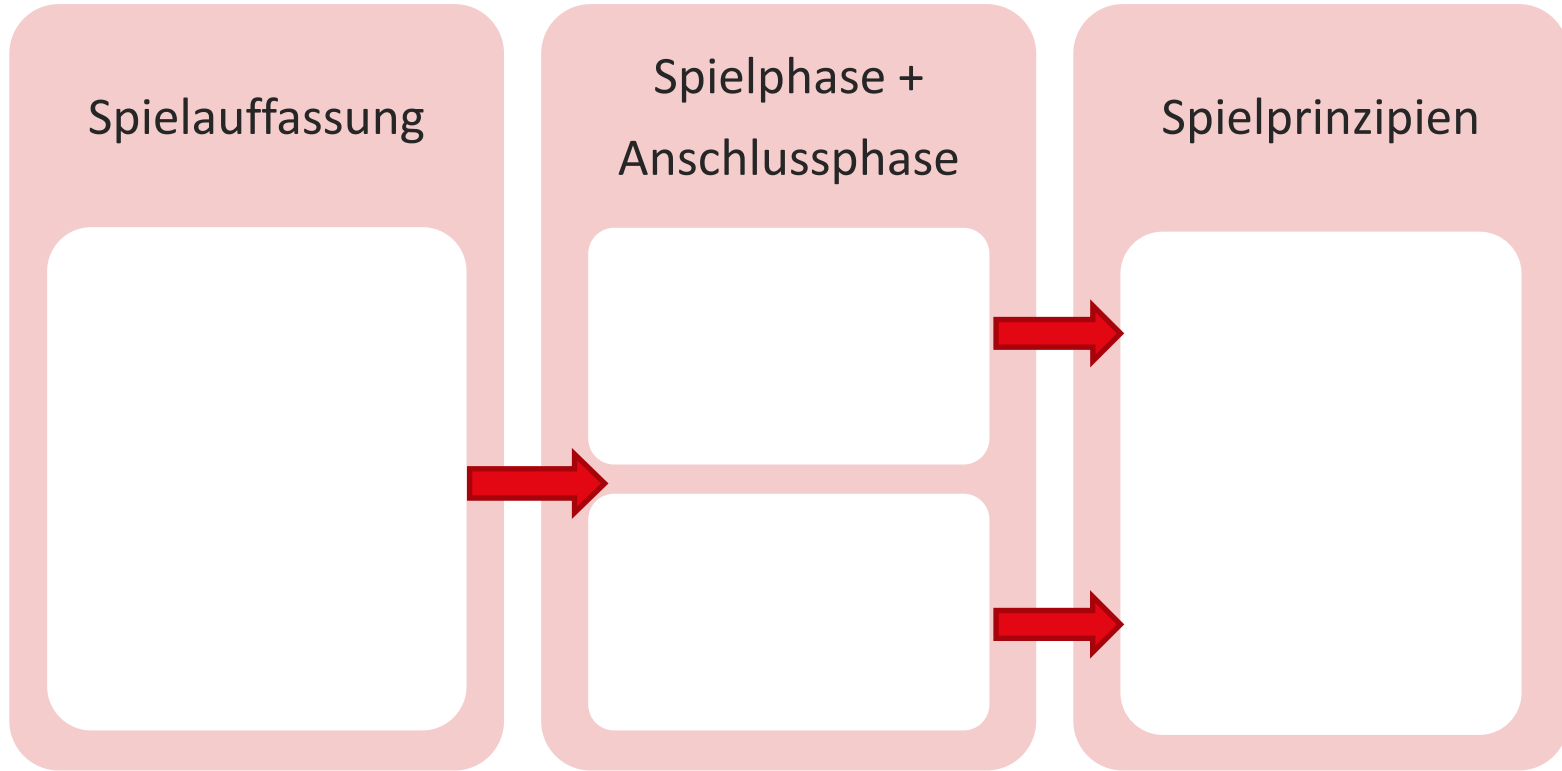 Spielauffassung
Spielphase +
Anschlussphase
Spielprinzipien